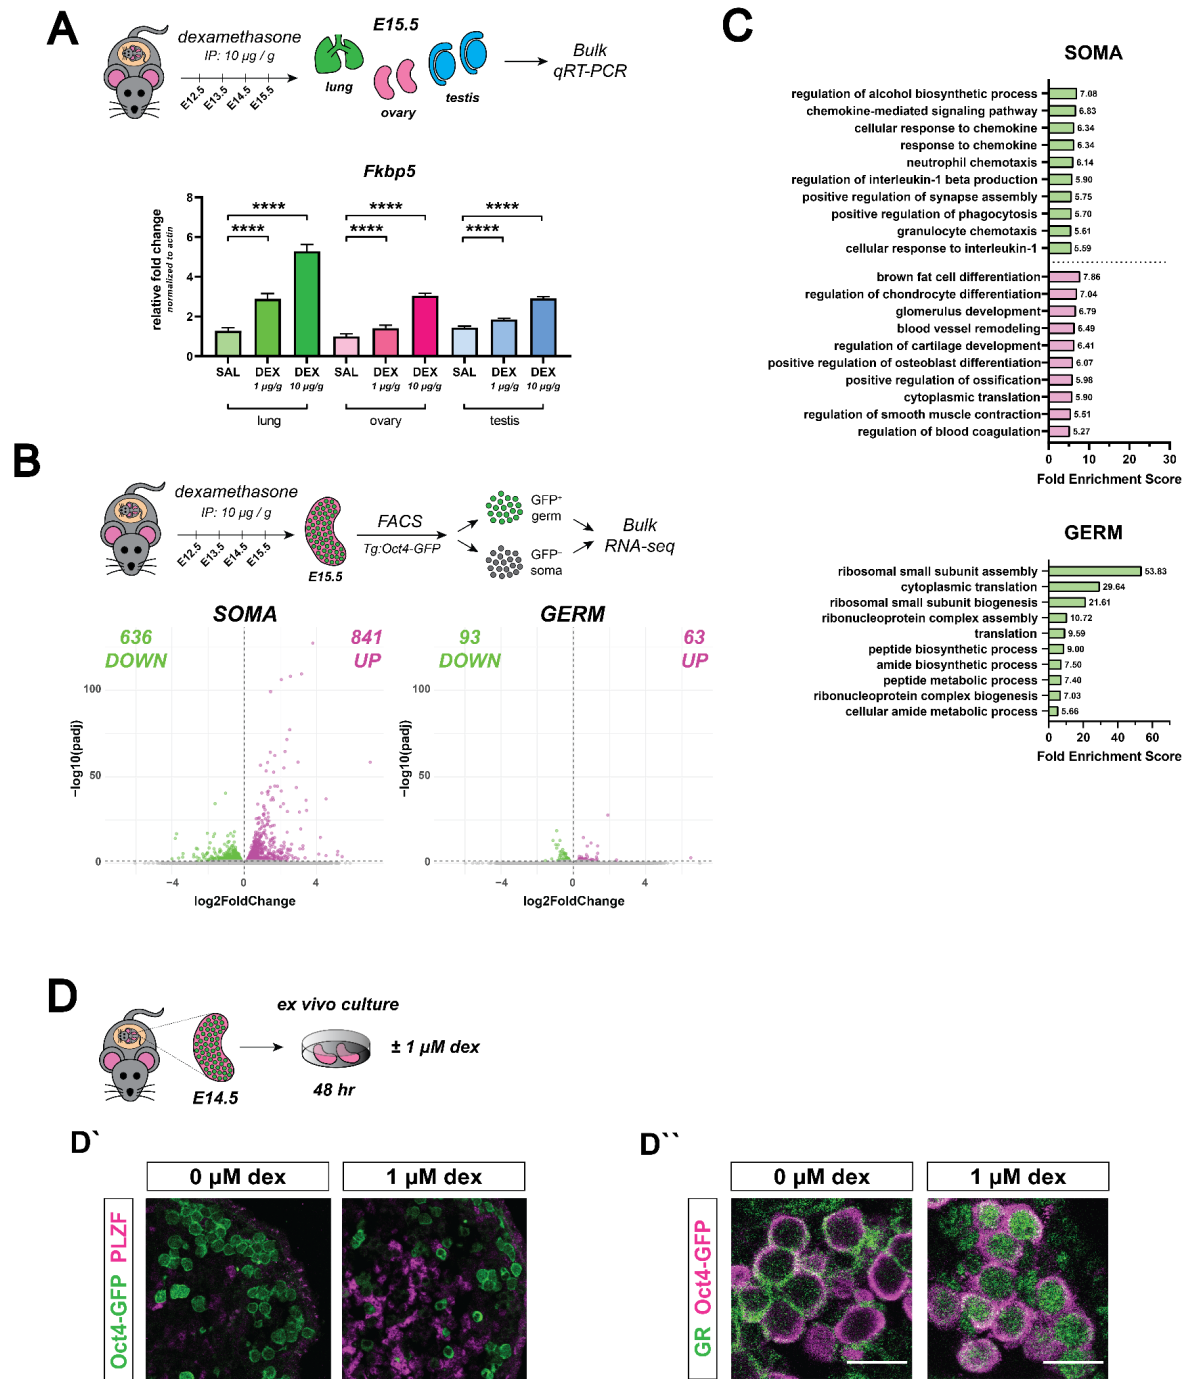 A
dexamethasone
IP: 10 µg / g
E12.5
E13.5
E14.5
E15.5
E15.5
lung
ovary
testis
Bulk
qRT-PCR
Fkbp5
relative fold change
normalized to actin
8
6
4
2
0
****
****
****
****
****
****
SAL DEX DEX SAL DEX DEX SAL DEX DEX
1 µg/g 10 µg/g 1 µg/g 10 µg/g 1 µg/g 10 µg/g
lung ovary testis
B
dexamethasone
IP: 10 µg / g
E12.5
E13.5
E14.5
E15.5
E15.5
FACS
Tg:Oct4-GFP
GFP+
germ
GFP−
soma
Bulk
RNA-seq
SOMA
636
DOWN
841
UP
−log10(padj)
100
50
0
−4 0 4
log2FoldChange
GERM
93
DOWN
63
UP
−log10(padj)
100
50
0
−4 0 4
log2FoldChange
C
SOMA
regulation of alcohol biosynthetic process 7.08
chemokine-mediated signaling pathway 6.83
cellular response to chemokine 6.34
response to chemokine 6.34
neutrophil chemotaxis 6.14
regulation of interleukin-1 beta production 5.90
positive regulation of synapse assembly 5.75
positive regulation of phagocytosis 5.70
granulocyte chemotaxis 5.61
cellular response to interleukin-1 5.59
brown fat cell differentiation 7.86
regulation of chondrocyte differentiation 7.04
glomerulus development 6.79
blood vessel remodeling 6.49
regulation of cartilage development 6.41
positive regulation of osteoblast differentiation 6.07
positive regulation of ossification 5.98
cytoplasmic translation 5.90
regulation of smooth muscle contraction 5.51
regulation of blood coagulation 5.27
0 10 20 30
Fold Enrichment Score
GERM
ribosomal small subunit assembly 53.83
cytoplasmic translation 29.64
ribosomal small subunit biogenesis 21.61
ribonucleoprotein complex assembly 10.72
translation 9.59
peptide biosynthetic process 9.00
amide biosynthetic process 7.50
peptide metabolic process 7.40
ribonucleoprotein complex biogenesis 7.03
cellular amide metabolic process 5.66
0 20 40 60
Fold Enrichment Score
D
E14.5
ex vivo culture
48 hr
± 1 µM dex
D`
0 µM dex
1 µM dex
Oct4-GFP PLZF
D``
0 µM dex
1 µM dex
GR Oct4-GFP